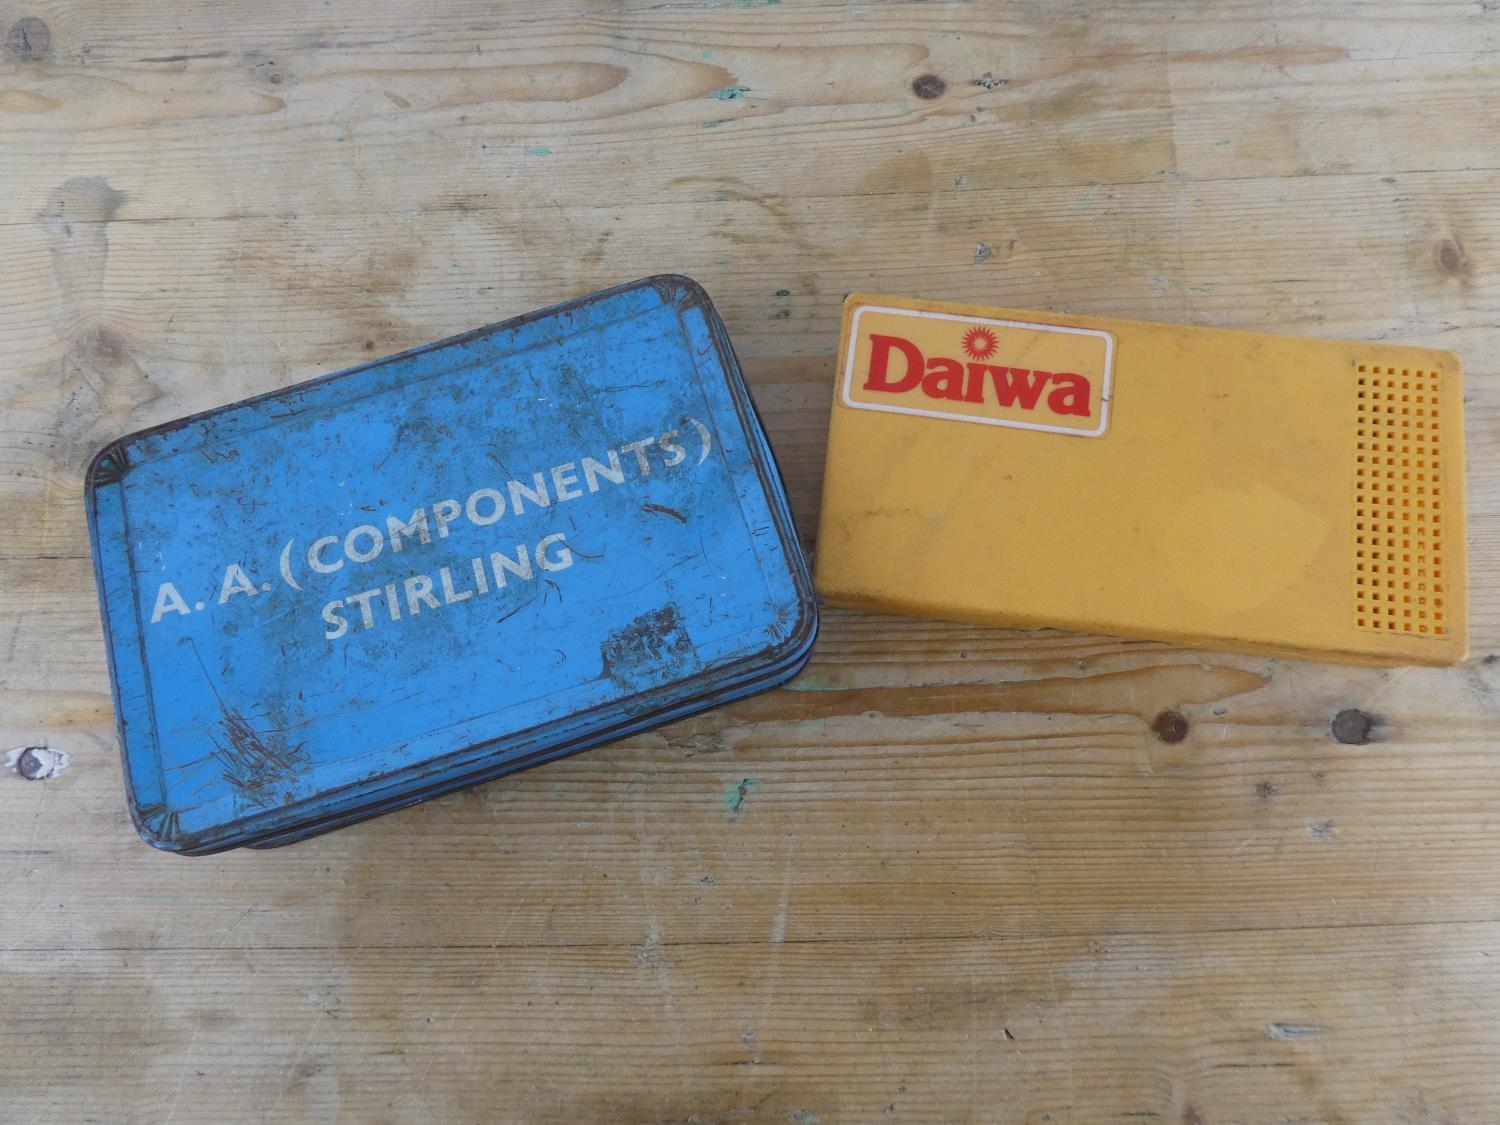 A. A. (COMPONENTS)
STIRLING
Daiwa